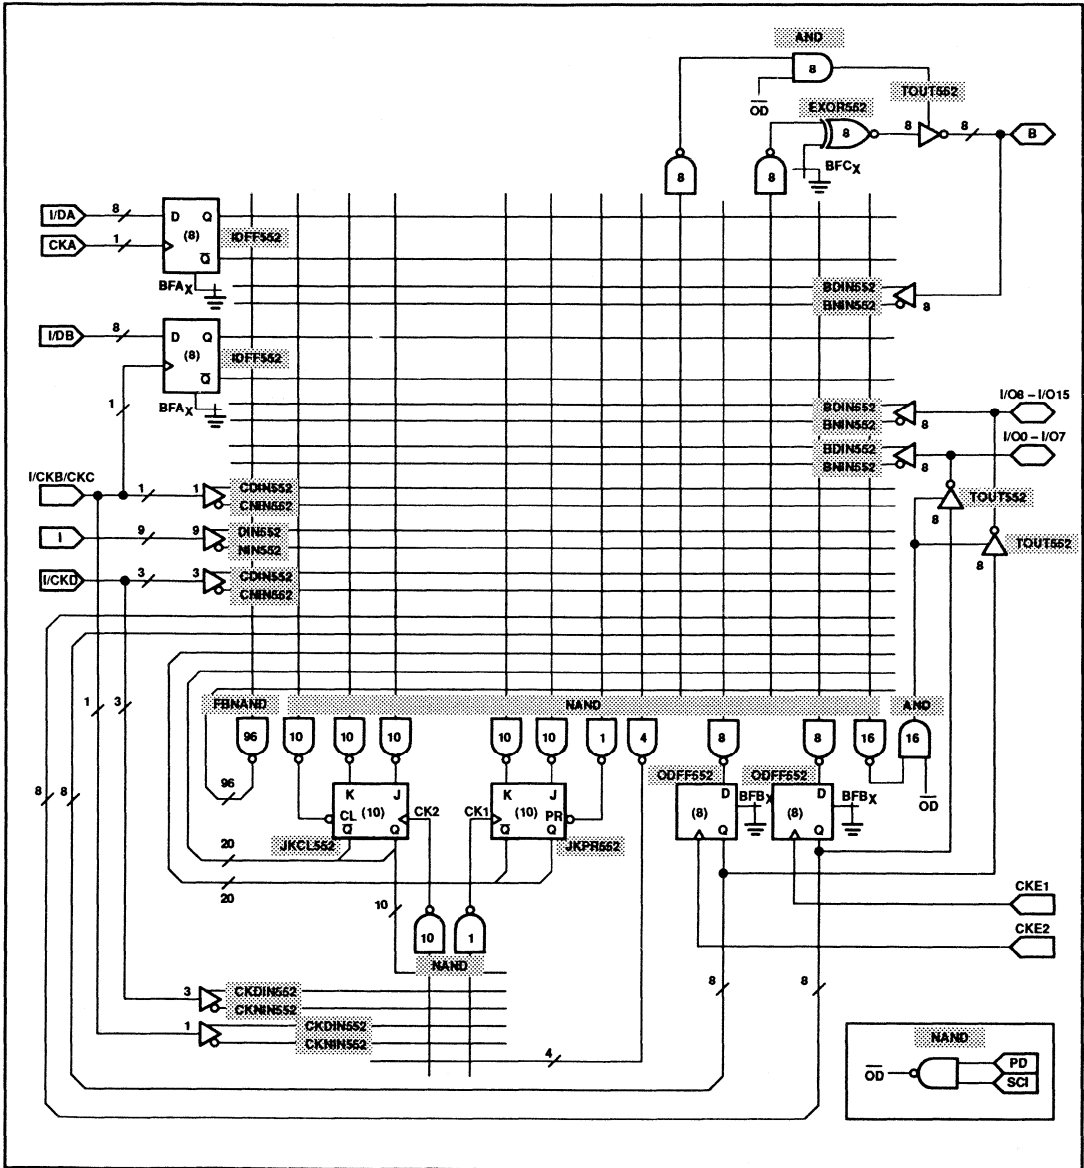 AND
8
OD
TOUT552
EXOR552
8
8
8
B
BFCX
8
8
I/DA
8
D
Q
(8)
IDFF552
CKA
1
Q
BFAX
BDIN552
BNIN552
8
I/DB
8
D
Q
(8)
IDFF552
Q
1
BFAX
I/O8 – I/O15
BDIN552
BNIN552
8
I/O0 – I/O7
BDIN552
BNIN552
8
I/CKB/CKC
1
1
CDIN552
CNIN552
TOUT552
8
I
9
9
DIN552
NIN552
TOUT552
8
I/CKD
3
3
CDIN552
CNIN552
1
3
FBNAND
NAND
AND
96
10
10
10
10
10
1
4
8
8
16
16
96
ODFF552
ODFF552
OD
8
8
K
J
CL
(10)
Q
Q
CK2
CK1
K
J
(10)
PR
Q
Q
D
(8)
Q
BFBX
D
(8)
Q
BFBX
JKCL552
JKPR552
20
20
10
CKE1
CKE2
10
1
NAND
8
8
3
CKDIN552
CKNIN552
1
CKDIN552
CKNIN552
4
NAND
OD
PD
SCI